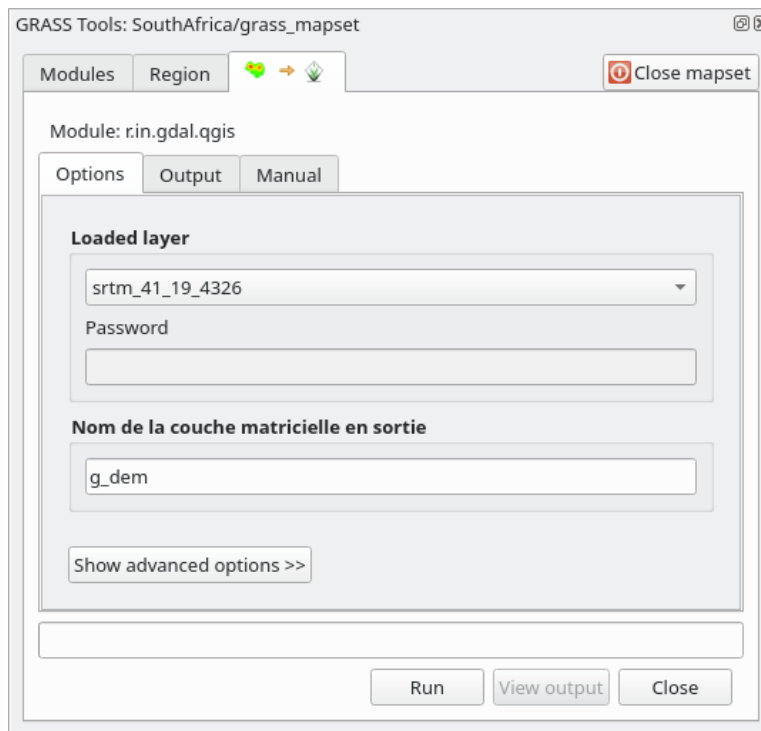 GRASS Tools: SouthAfrica/grass_mapset
Modules Region Close mapset
Module: r.in.gdal.qgis
Options Output Manual
Loaded layer
srtm_41_19_4326
Password
Nom de la couche matricielle en sortie
g_dem
Show advanced options >>
Run View output Close